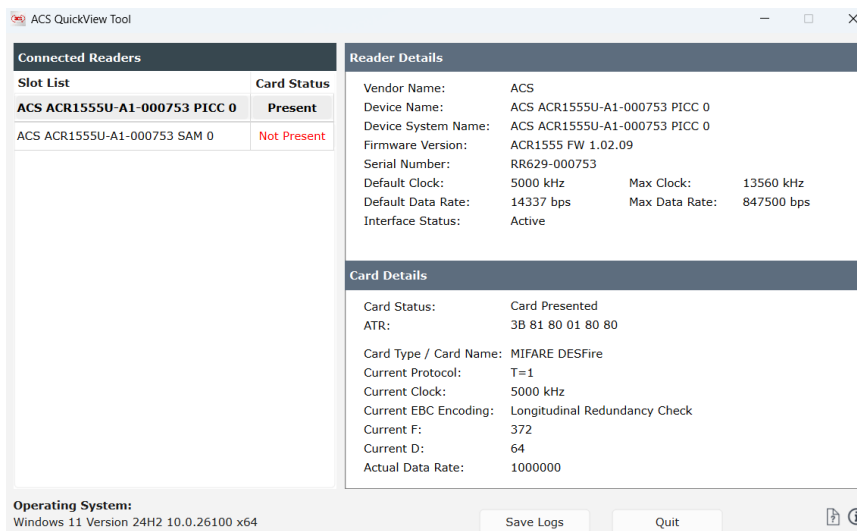 ACS QuickView Tool
Connected Readers
Slot List Card Status
ACS ACR1555U-A1-000753 PICC 0 Present
ACS ACR1555U-A1-000753 SAM 0 Not Present
Reader Details
Vendor Name: ACS
Device Name: ACS ACR1555U-A1-000753 PICC 0
Device System Name: ACS ACR1555U-A1-000753 PICC 0
Firmware Version: ACR1555 FW 1.02.09
Serial Number: RR629-000753
Default Clock: 5000 kHz Max Clock: 13560 kHz
Default Data Rate: 14337 bps Max Data Rate: 847500 bps
Interface Status: Active
Card Details
Card Status: Card Presented
ATR: 3B 81 80 01 80 80
Card Type / Card Name: MIFARE DESFire
Current Protocol: T=1
Current Clock: 5000 kHz
Current EBC Encoding: Longitudinal Redundancy Check
Current F: 372
Current D: 64
Actual Data Rate: 1000000
Operating System:
Windows 11 Version 24H2 10.0.26100 x64
Save Logs Quit